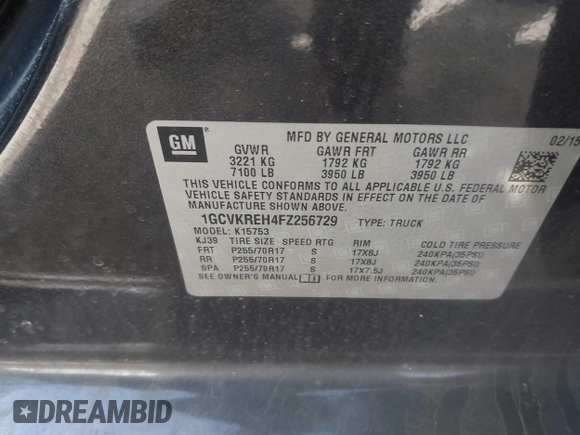 GM ®
MFD BY GENERAL MOTORS LLC 02/15
GVWR GAWR FRT GAWR RR
3221 KG 1792 KG 1792 KG
7100 LB 3950 LB 3950 LB
THIS VEHICLE CONFORMS TO ALL APPLICABLE U.S. FEDERAL MOTOR
VEHICLE SAFETY STANDARDS IN EFFECT ON THE DATE OF
MANUFACTURE SHOWN ABOVE.
1GCVKREH4FZ256729 TYPE: TRUCK
MODEL: K15753
KJ39 TIRE SIZE SPEED RTG RIM COLD TIRE PRESSURE
FRT P255/70R17 S 17X8J 240KPA(35PSI)
RR P255/70R17 S 17X8J 240KPA(35PSI)
SPA P255/70R17 S 17X7.5J 240KPA(35PSI)
SEE OWNER'S MANUAL FOR MORE INFORMATION.
DREAMBID